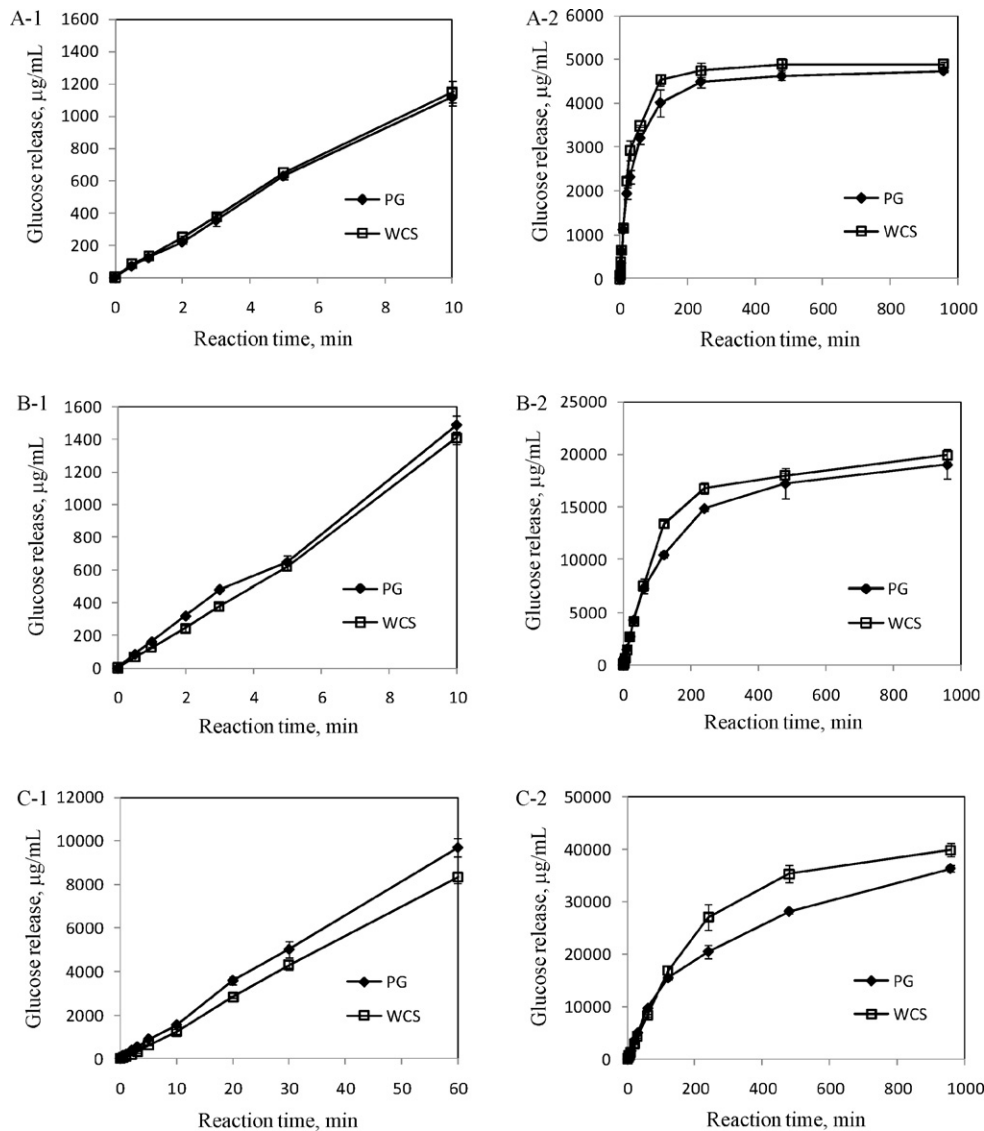 A-1
Glucose release, µg/mL
1600
1400
1200
1000
800
600
400
200
0
PG
WCS
0 2 4 6 8 10
Reaction time, min
A-2
Glucose release, µg/mL
6000
5000
4000
3000
2000
1000
0
PG
WCS
0 200 400 600 800 1000
Reaction time, min
B-1
Glucose release, µg/mL
1600
1400
1200
1000
800
600
400
200
0
PG
WCS
0 2 4 6 8 10
Reaction time, min
B-2
Glucose release, µg/mL
25000
20000
15000
10000
5000
0
PG
WCS
0 200 400 600 800 1000
Reaction time, min
C-1
Glucose release, µg/mL
12000
10000
8000
6000
4000
2000
0
PG
WCS
0 10 20 30 40 50 60
Reaction time, min
C-2
Glucose release, µg/mL
50000
40000
30000
20000
10000
0
PG
WCS
0 200 400 600 800 1000
Reaction time, min